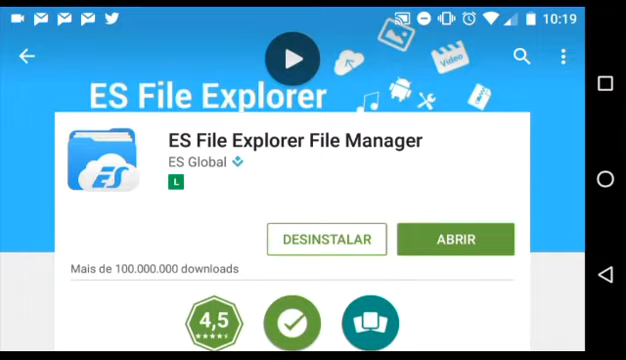 10:19
Video
ES File Explorer
ES File Explorer File Manager
ES Global
L
ES
DESINSTALAR
ABRIR
Mais de 100.000.000 downloads
4,5